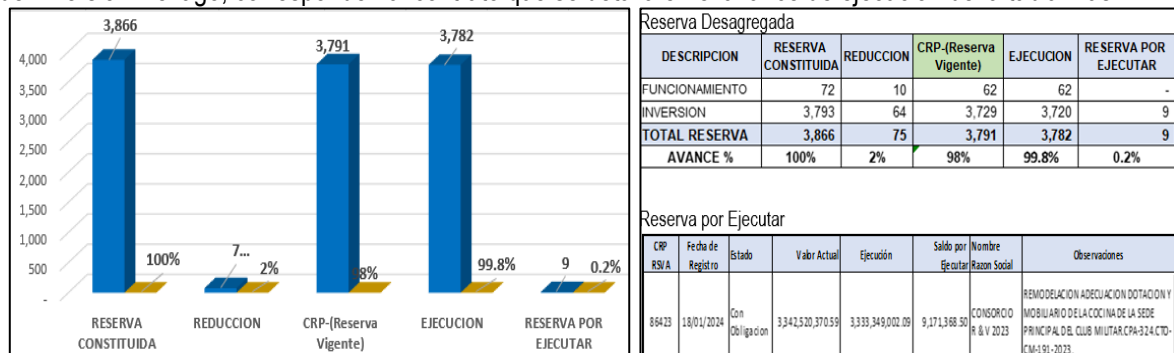 4,000
3,500
3,000
2,500
2,000
1,500
1,000
500
-
3,866
100%
7...
2%
3,791
98%
3,782
99.8%
9
0.2%
RESERVA CONSTITUIDA
REDUCCION
CRP-(Reserva Vigente)
EJECUCION
RESERVA POR EJECUTAR
Reserva Desagregada
DESCRIPCION RESERVA CONSTITUIDA REDUCCION CRP-(Reserva Vigente) EJECUCION RESERVA POR EJECUTAR
FUNCIONAMIENTO 72 10 62 62 -
INVERSION 3,793 64 3,729 3,720 9
TOTAL RESERVA 3,866 75 3,791 3,782 9
AVANCE % 100% 2% 98% 99.8% 0.2%
Reserva por Ejecutar
CRP RSVA Fecha de Registro Estado Valor Actual Ejecución Saldo por Ejecutar Nombre Razon Social Observaciones
86423 18/01/2024 Con Obligacion 3,342,520,370.59 3,333,349,002.09 9,171,368.50 CONSORCIO R & V 2023
REMODELACION ADECUACION DOTACION Y
MOBILIARIO DE LA COCINA DE LA SEDE
PRINCIPAL DEL CLUB MILITAR.CPA-324.CTO-
CM-191-2023.